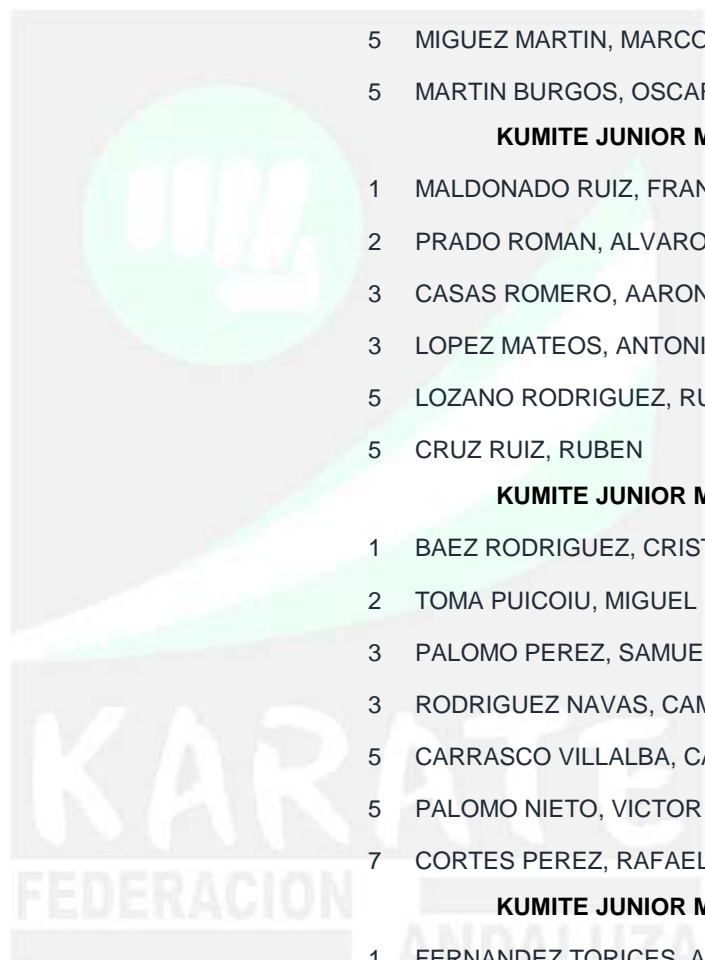 5 MIGUEZ MARTIN, MARCO
5 MARTIN BURGOS, OSCAR
KUMITE JUNIOR M
1 MALDONADO RUIZ, FRAN
2 PRADO ROMAN, ALVARO
3 CASAS ROMERO, AARON
3 LOPEZ MATEOS, ANTONI
5 LOZANO RODRIGUEZ, RU
5 CRUZ RUIZ, RUBEN
KUMITE JUNIOR M
1 BAEZ RODRIGUEZ, CRIST
2 TOMA PUICOIU, MIGUEL
3 PALOMO PEREZ, SAMUE
3 RODRIGUEZ NAVAS, CAM
5 CARRASCO VILLALBA, CA
5 PALOMO NIETO, VICTOR
7 CORTES PEREZ, RAFAEL
KUMITE JUNIOR M
1 FERNANDEZ TORICES, A
KARATE
FEDERACION
ANDALUZA